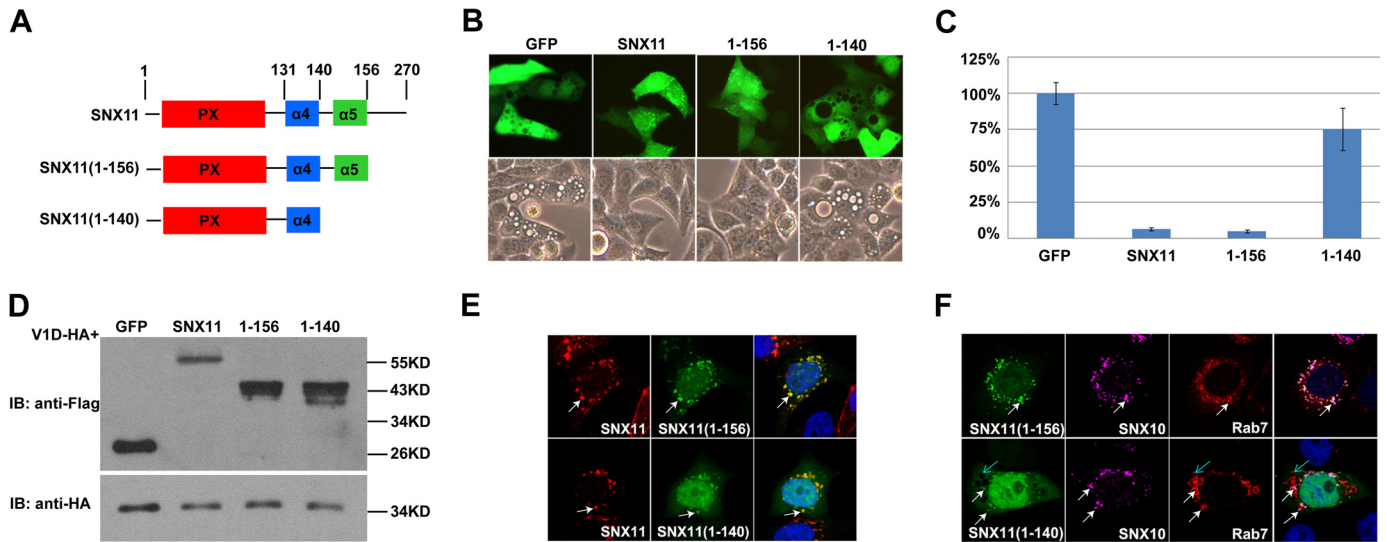 A
1 131 140 156 270
SNX11 PX α4 α5
SNX11(1-156) PX α4 α5
SNX11(1-140) PX α4
B
GFP SNX11 1-156 1-140
C
125%
100%
75%
50%
25%
0%
GFP SNX11 1-156 1-140
D
V1D-HA+ GFP SNX11 1-156 1-140
55KD
43KD
IB: anti-Flag
34KD
26KD
IB: anti-HA 34KD
E
SNX11 SNX11(1-156)
SNX11 SNX11(1-140)
F
SNX11(1-156) SNX10 Rab7
SNX11(1-140) SNX10 Rab7